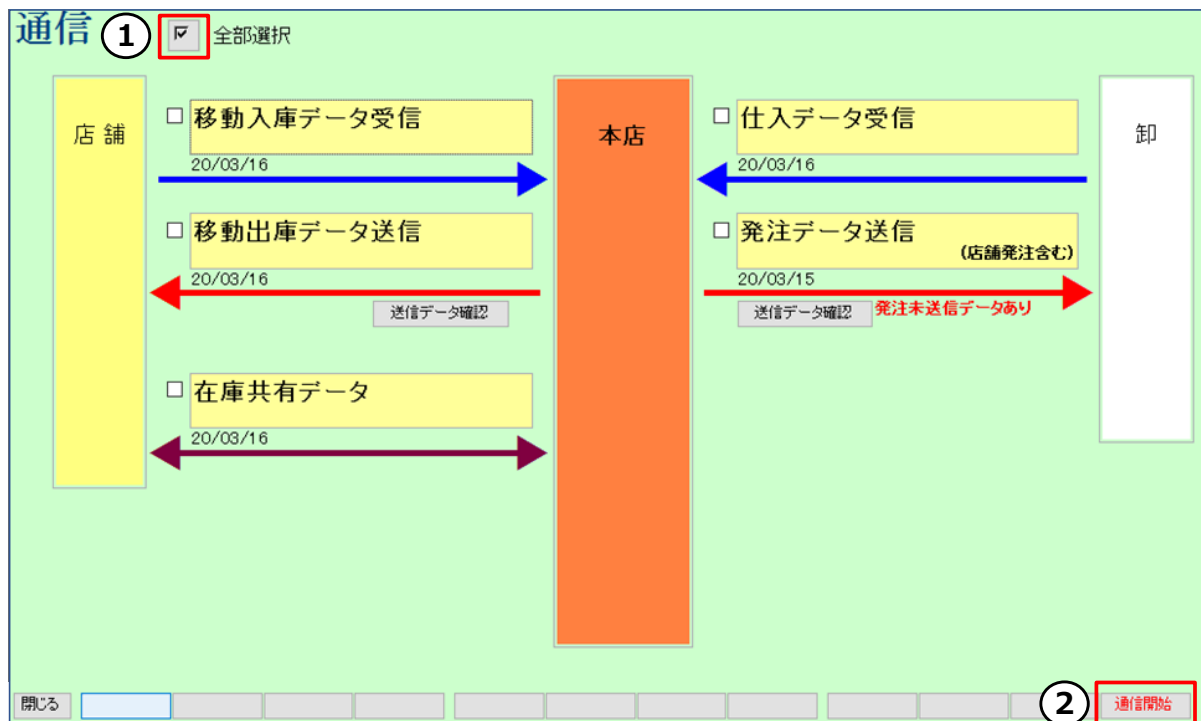 通信 ① 全部選択
店舗
移動入庫データ受信
20/03/16
移動出庫データ送信
20/03/16
送信データ確認
在庫共有データ
20/03/16
本店
仕入データ受信
20/03/16
発注データ送信
(店舗発注含む)
20/03/15
送信データ確認 発注未送信データあり
卸
閉じる ② 通信開始